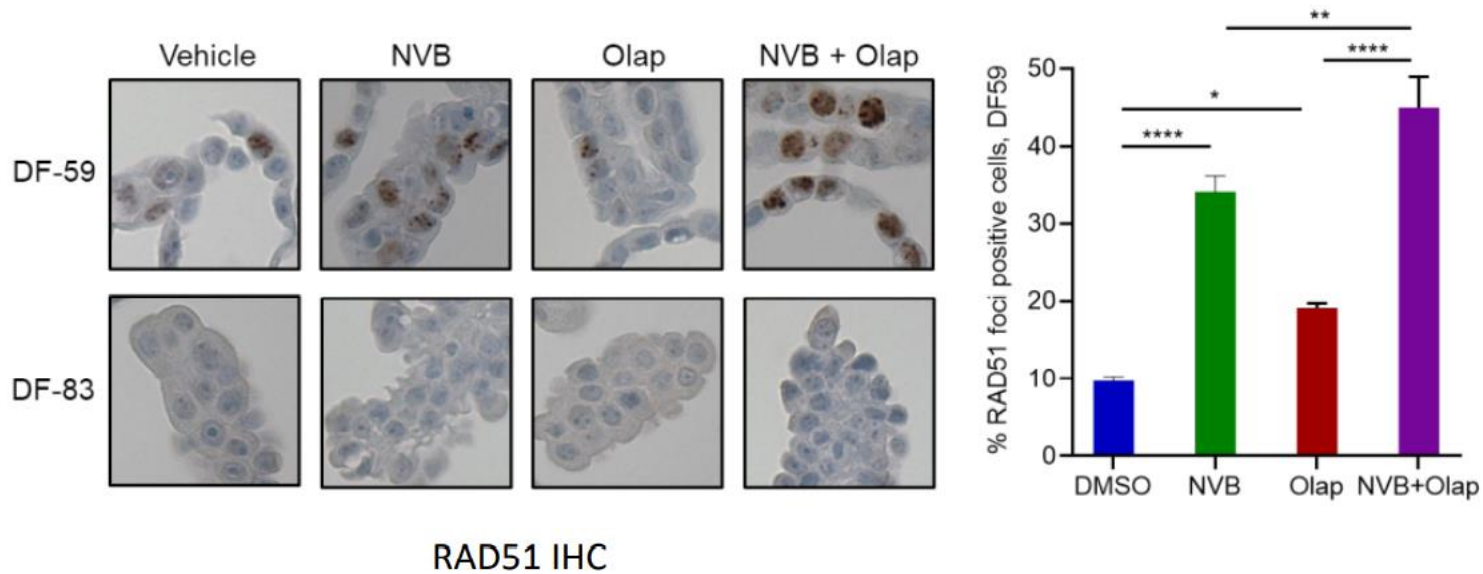 Vehicle NVB Olap NVB + Olap
DF-59
DF-83
RAD51 IHC
% RAD51 foci positive cells, DF59
**
****
*
****
50
40
30
20
10
0
DMSO NVB Olap NVB+Olap